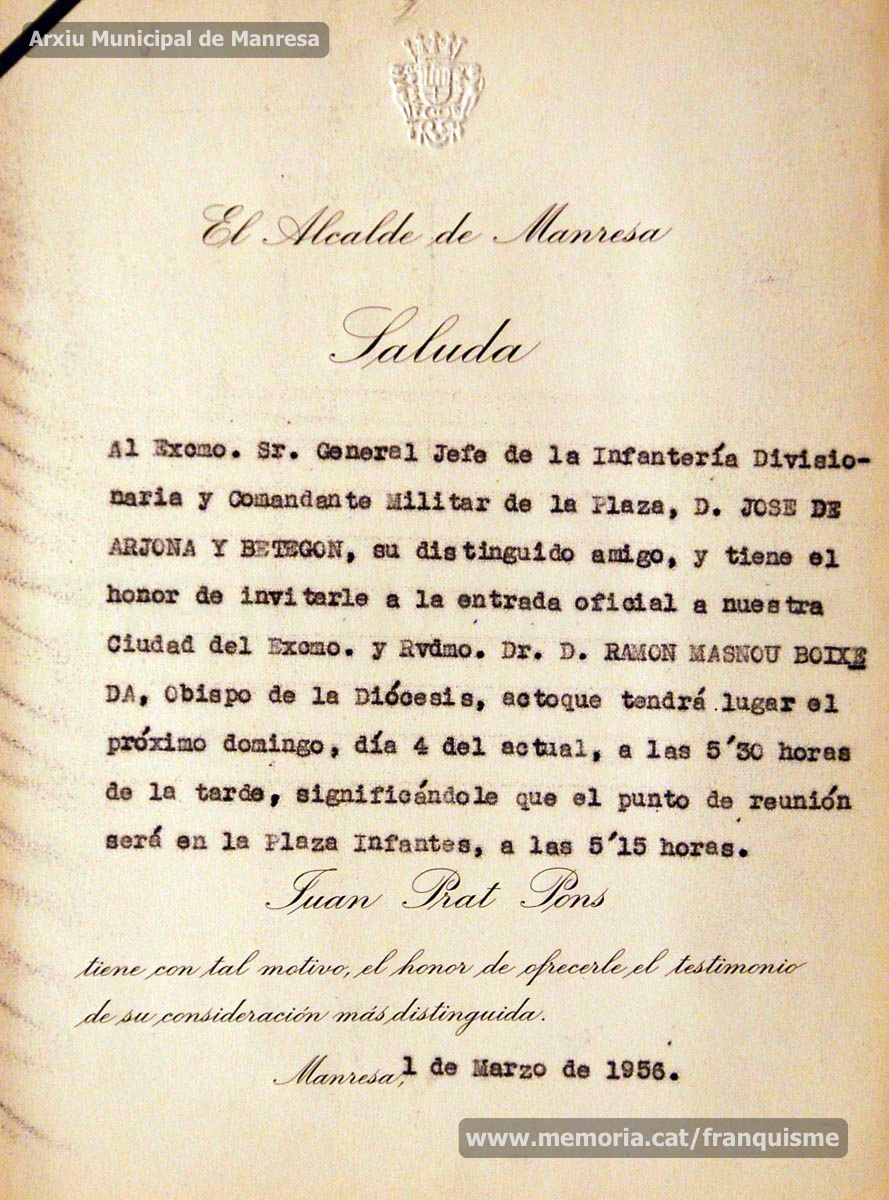 Arxiu Municipal de Manresa
El Alcalde de Manresa
Saluda
Al Excmo. Sr. General Jefe de la Infantería Divisio-
naria y Comandante Militar de la Plaza, D. JOSE DE
ARJONA Y BETEGON, su distinguido amigo, y tiene el
honor de invitarle a la entrada oficial a nuestra
Ciudad del Excmo. y Rvdmo. Dr. D. RAMON MASNOU BOIXE
DA, Obispo de la Diócesis, actoque tendrá lugar el
próximo domingo, día 4 del actual, a las 5'30 horas
de la tarde, significándole que el punto de reunión
será en la Plaza Infantes, a las 5'15 horas.
Juan Prat Pons
tiene con tal motivo, el honor de ofrecerle el testimonio
de su consideración más distinguida.
Manresa, 1 de Marzo de 1956.
www.memoria.cat/franquisme